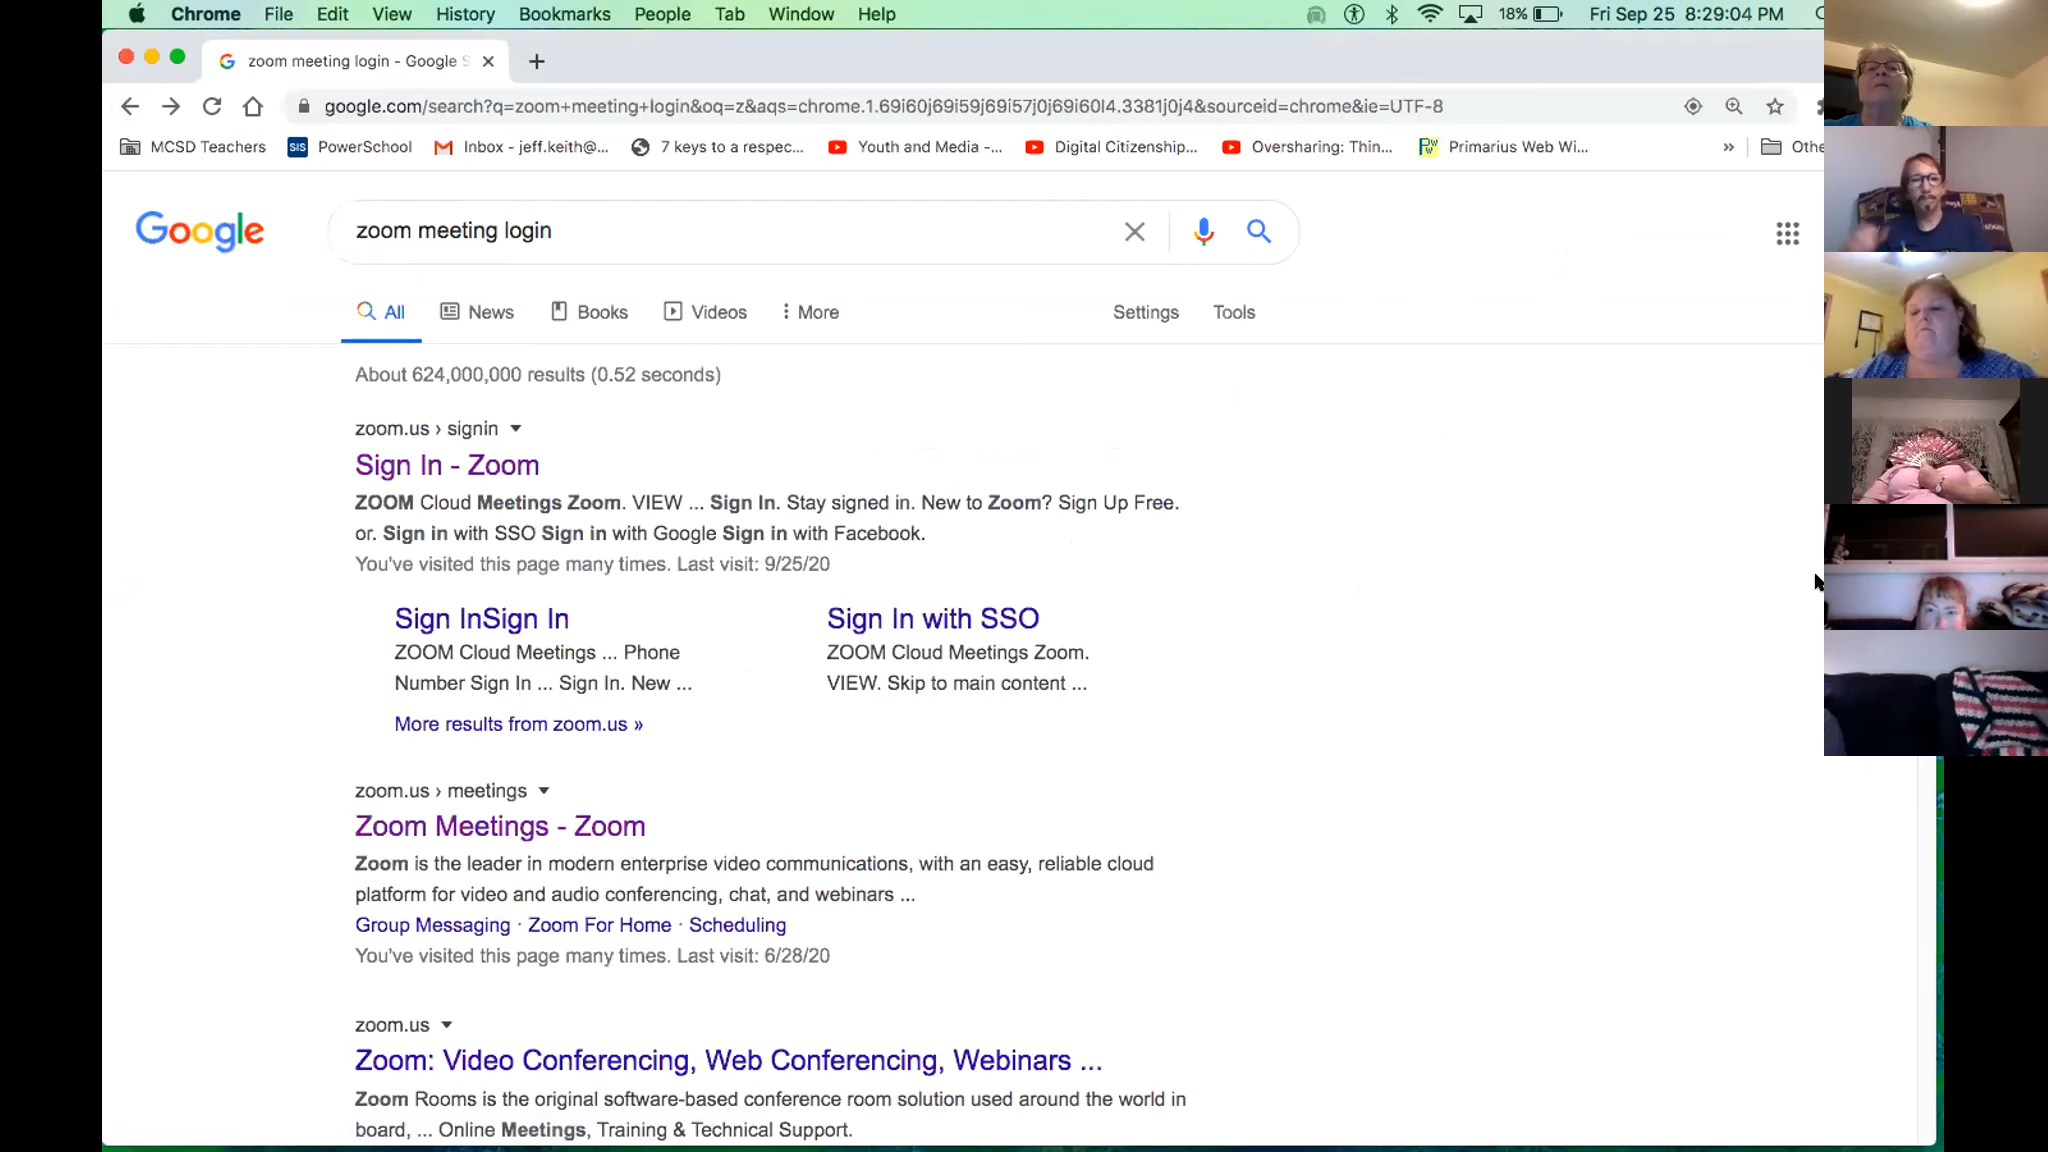 Chrome File Edit View History Bookmarks People Tab Window Help 18% Fri Sep 25 8:29:04 PM
zoom meeting login - Google S
google.com/search?q=zoom+meeting+login&oq=z&aqs=chrome.1.69i60j69i59j69i57j0j69i60l4.3381j0j4&sourceid=chrome&ie=UTF-8
MCSD Teachers SIS PowerSchool Inbox - jeff.keith@... 7 keys to a respec... Youth and Media -... Digital Citizenship... Oversharing: Thin... Primarius Web Wi... » Othe
Google zoom meeting login
All News Books Videos More Settings Tools
About 624,000,000 results (0.52 seconds)
zoom.us › signin
Sign In - Zoom
ZOOM Cloud Meetings Zoom. VIEW ... Sign In. Stay signed in. New to Zoom? Sign Up Free.
or. Sign in with SSO Sign in with Google Sign in with Facebook.
You've visited this page many times. Last visit: 9/25/20
Sign InSign In Sign In with SSO
ZOOM Cloud Meetings ... Phone ZOOM Cloud Meetings Zoom.
Number Sign In ... Sign In. New ... VIEW. Skip to main content ...
More results from zoom.us »
zoom.us › meetings
Zoom Meetings - Zoom
Zoom is the leader in modern enterprise video communications, with an easy, reliable cloud
platform for video and audio conferencing, chat, and webinars ...
Group Messaging · Zoom For Home · Scheduling
You've visited this page many times. Last visit: 6/28/20
zoom.us
Zoom: Video Conferencing, Web Conferencing, Webinars ...
Zoom Rooms is the original software-based conference room solution used around the world in
board, ... Online Meetings, Training & Technical Support.